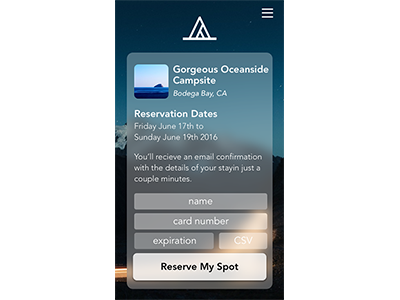 Gorgeous Oceanside
Campsite
Bodega Bay, CA
Reservation Dates
Friday June 17th to
Sunday June 19th 2016
You'll recieve an email confirmation
with the details of your stayin just a
couple minutes.
name
card number
expiration CSV
Reserve My Spot